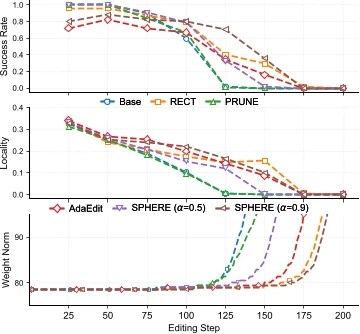 Success Rate
1.0
0.8
0.6
0.4
0.2
0.0
Base RECT PRUNE
Locality
0.4
0.3
0.2
0.1
0.0
AdaEdit SPHERE (α=0.5) SPHERE (α=0.9)
Weight Norm
90
80
25 50 75 100 125 150 175 200
Editing Step